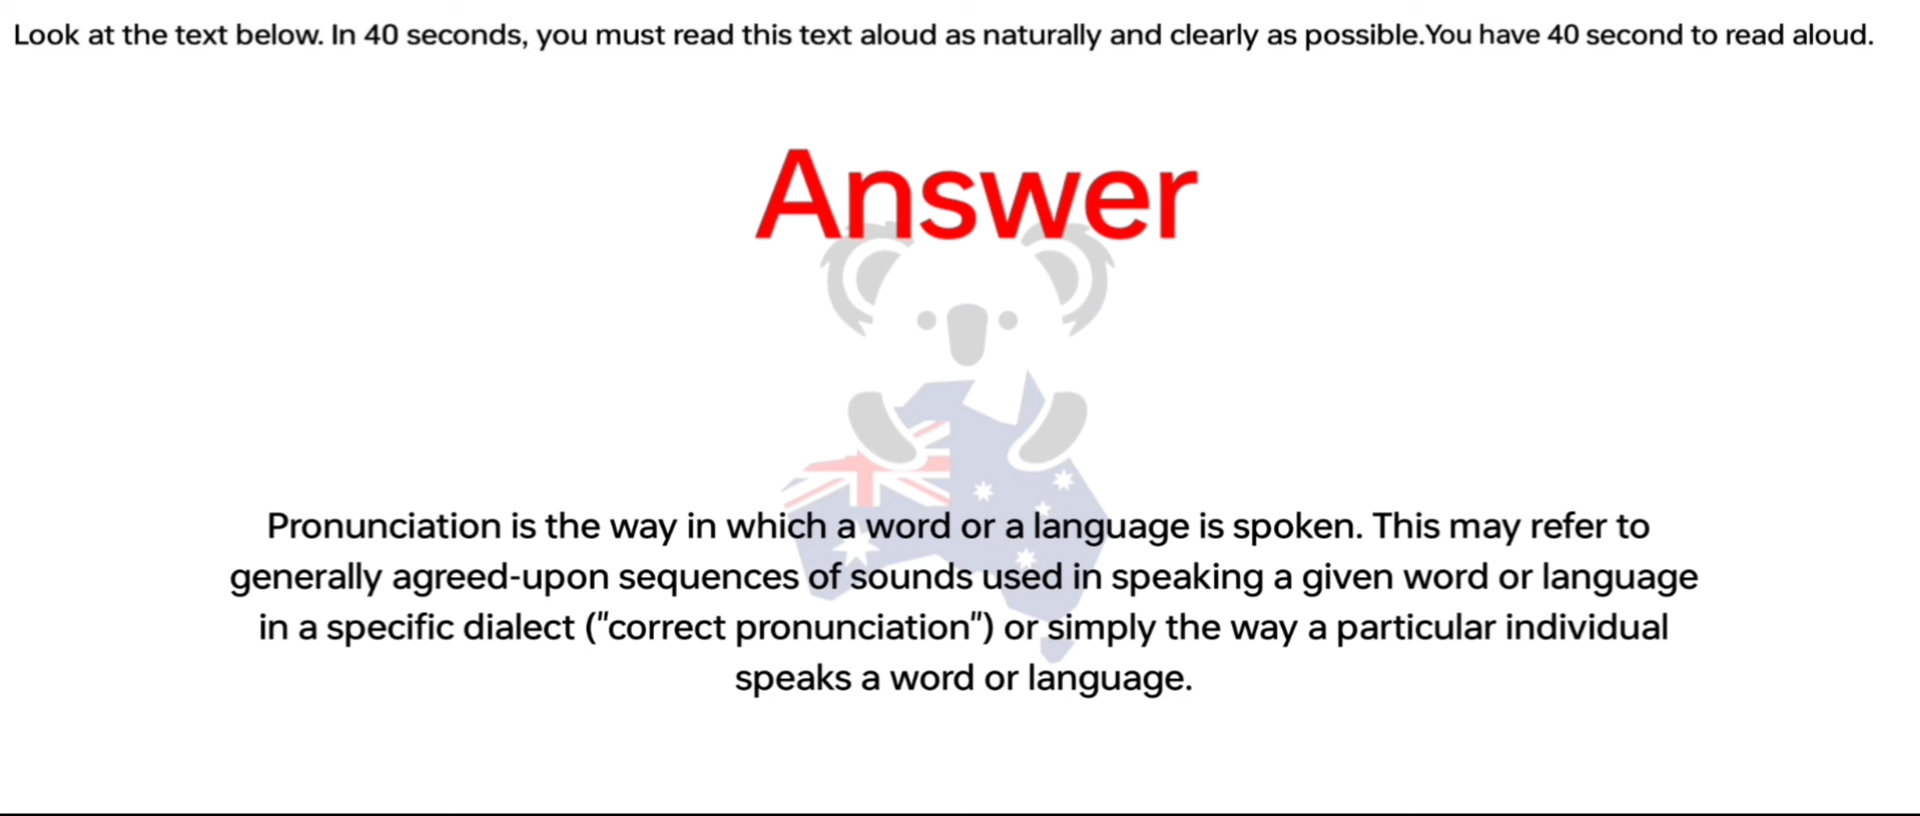 Look at the text below. In 40 seconds, you must read this text aloud as naturally and clearly as possible.You have 40 second to read aloud.
Answer
Pronunciation is the way in which a word or a language is spoken. This may refer to
generally agreed-upon sequences of sounds used in speaking a given word or language
in a specific dialect ("correct pronunciation") or simply the way a particular individual
speaks a word or language.